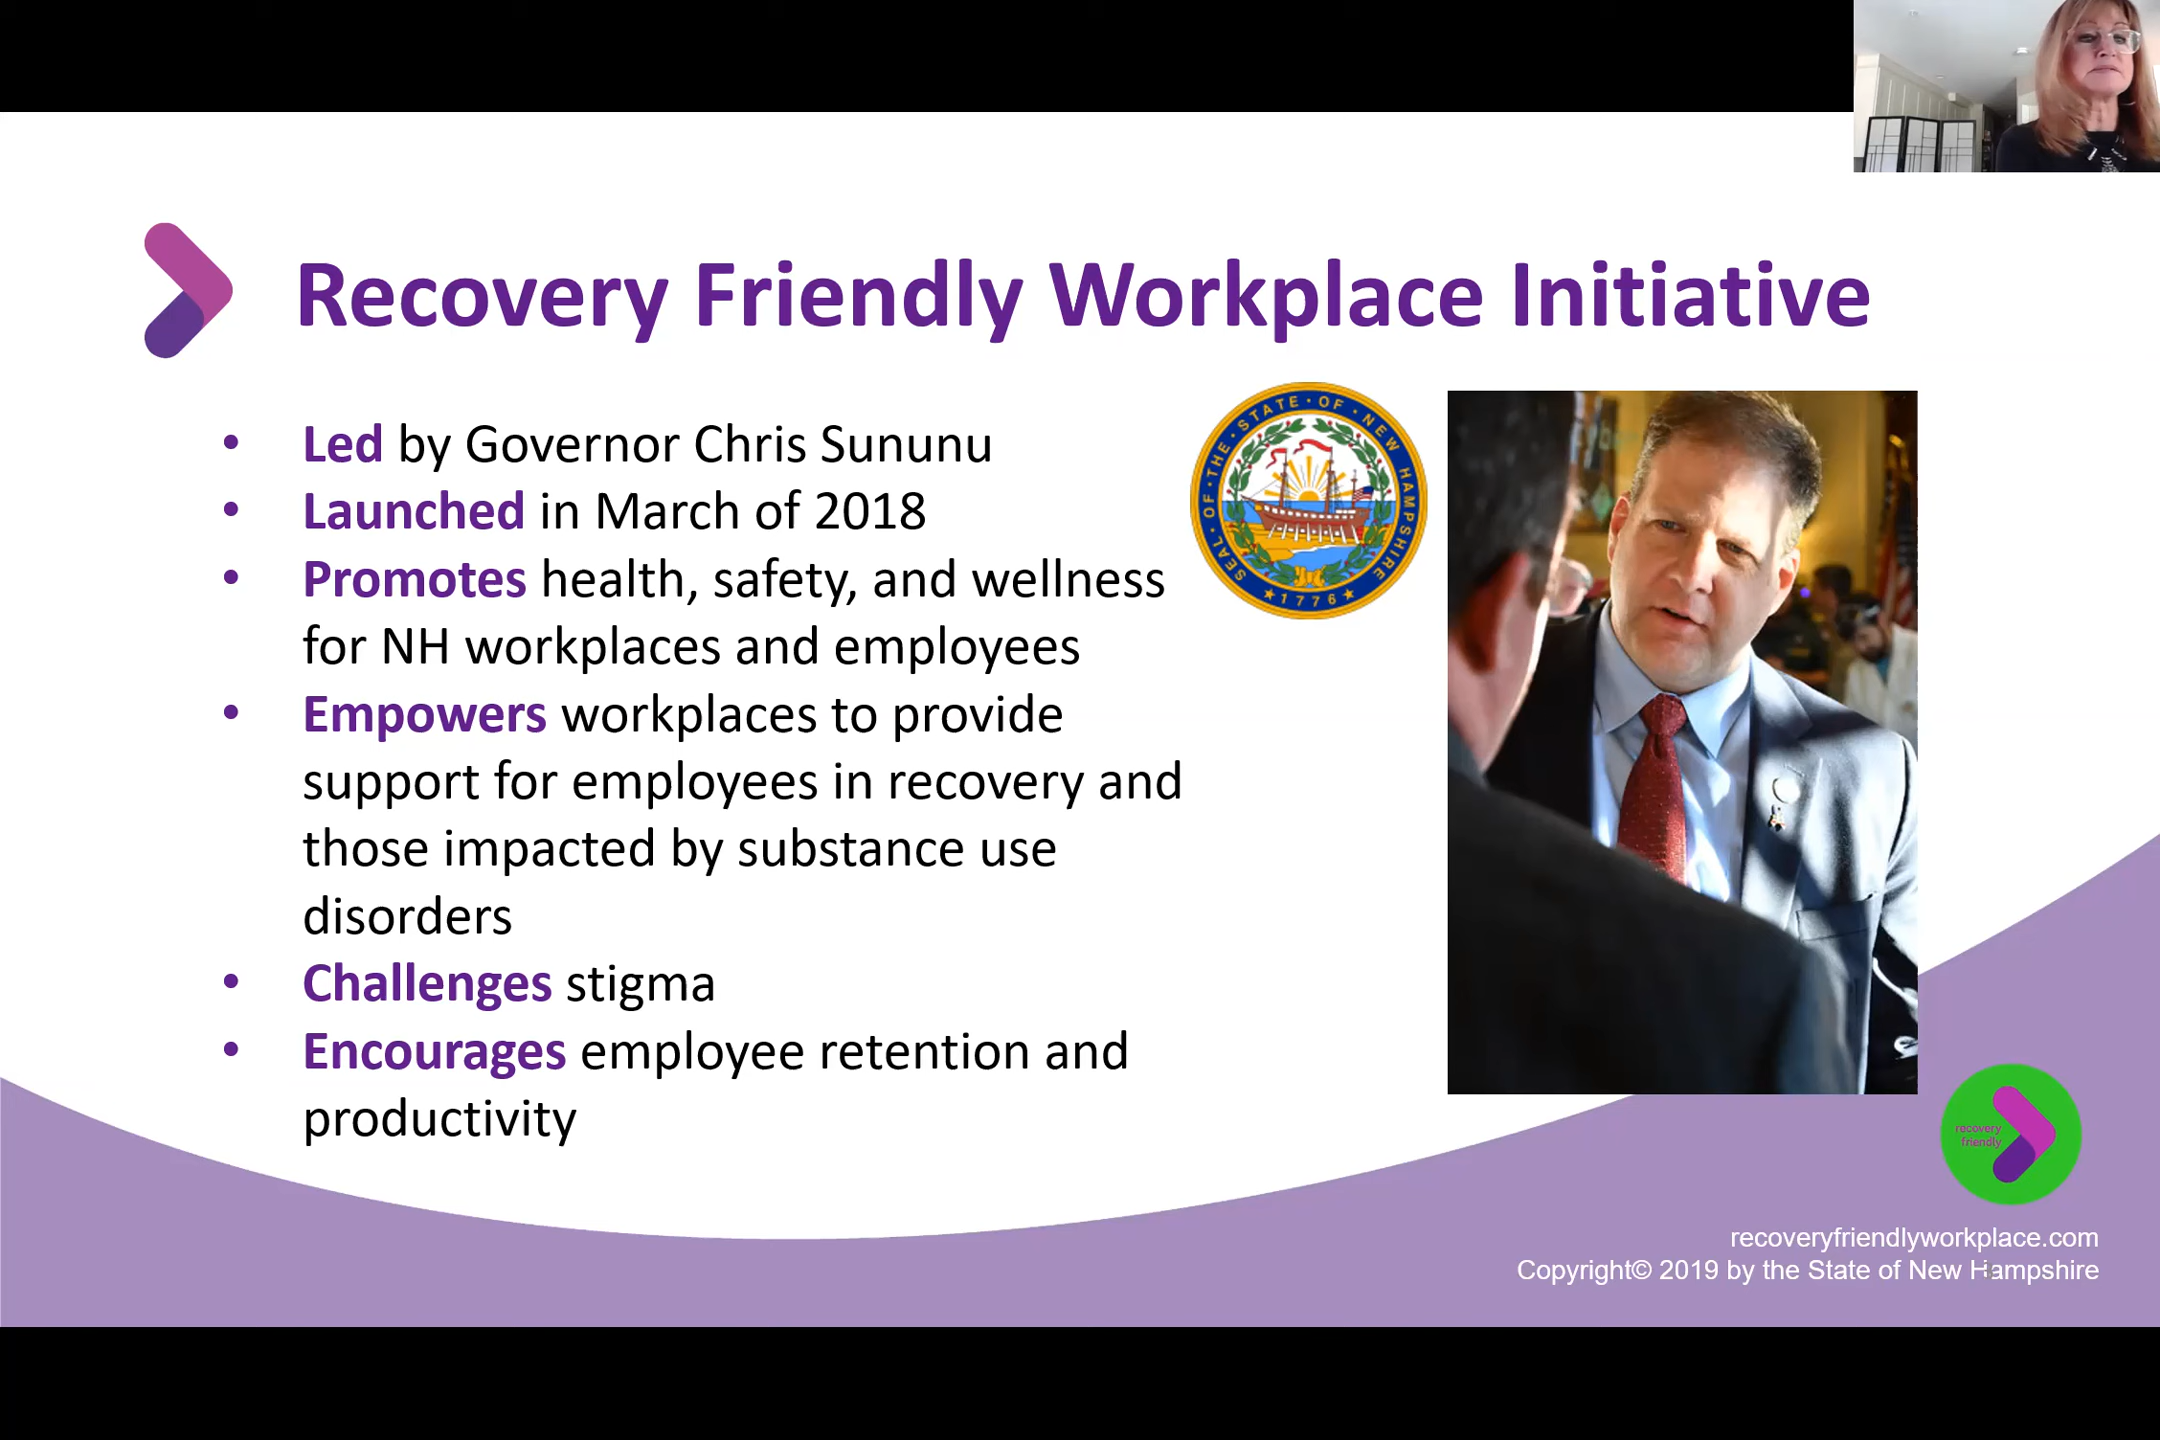 Recovery Friendly Workplace Initiative
• Led by Governor Chris Sununu
• Launched in March of 2018
• Promotes health, safety, and wellness
for NH workplaces and employees
• Empowers workplaces to provide
support for employees in recovery and
those impacted by substance use
disorders
• Challenges stigma
• Encourages employee retention and
productivity
SEAL · OF · THE · STATE · OF · NEW HAMPSHIRE
★ 1776 ★
recovery
friendly
recoveryfriendlyworkplace.com
Copyright© 2019 by the State of New Hampshire